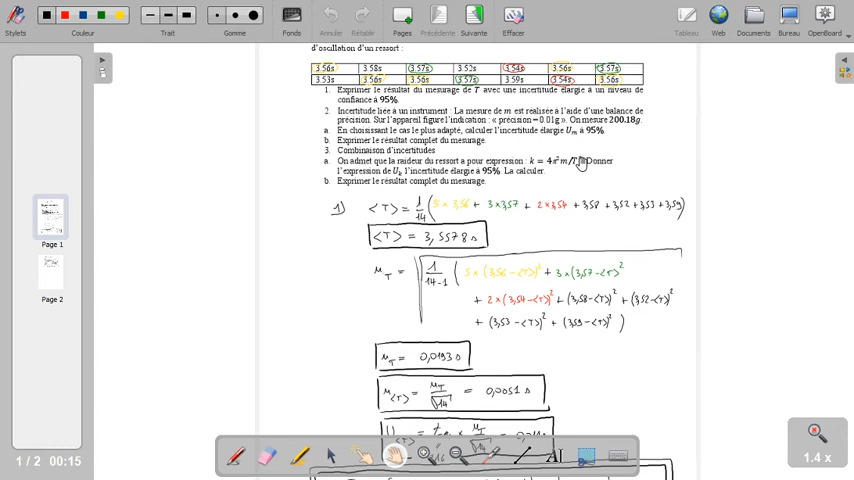 Stylets
Couleur
Trait
Gomme
Fonds
Annuler
Rétablir
Pages
Précédente
Suivante
Effacer
Tableau
Web
Documents
Bureau
OpenBoard
d'oscillation d'un ressort :
3.56s 3.58s 3.57s 3.52s 3.54s 3.56s 3.57s
3.53s 3.56s 3.56s 3.57s 3.59s 3.54s 3.56s
1. Exprimer le résultat du mesurage de T avec une incertitude élargie à un niveau de
confiance à 95%.
2. Incertitude liée à un instrument : La mesure de m est réalisée à l'aide d'une balance de
précision. Sur l'appareil figure l'indication : « précision = 0.01g ». On mesure 200.18g.
a. En choisissant le cas le plus adapté, calculer l'incertitude élargie Um à 95%.
b. Exprimer le résultat complet du mesurage.
3. Combinaison d'incertitudes
a. On admet que la raideur du ressort a pour expression : k = 4π²m/T Donner
l'expression de Uk l'incertitude élargie à 95%. La calculer.
b. Exprimer le résultat complet du mesurage.
1) <T> = 1/14 (5 x 3,56 + 3 x 3,57 + 2 x 3,54 + 3,58 + 3,52 + 3,53 + 3,59)
<T> = 3,5578 s
μT = √ 1/14-1 ( 5 x (3,56 - <T>)² + 3 x (3,57 - <T>)²
+ 2 x (3,54 - <T>)² + (3,58 - <T>)² + (3,52 - <T>)²
+ (3,53 - <T>)² + (3,59 - <T>)² )
μT = 0,0193 s
μ<T> = μT/√14 = 0,0051 s
Page 1
Page 2
1 / 2 00:15
1.4 x